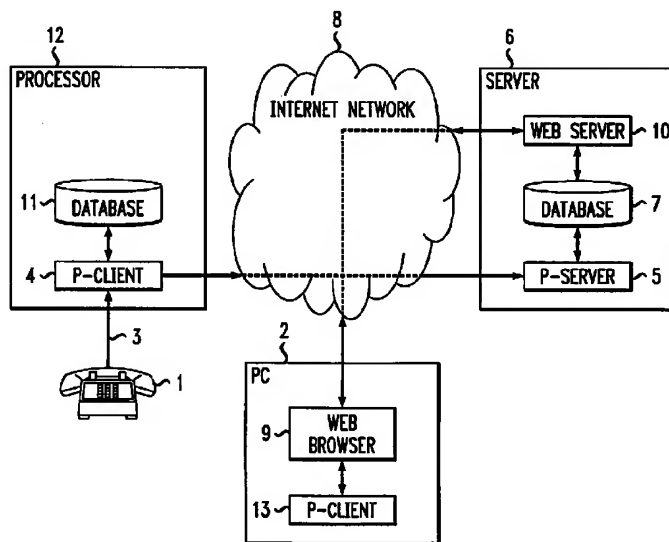 12
PROCESSOR
11
DATABASE
4
P-CLIENT
3
1
8
INTERNET NETWORK
6
SERVER
WEB SERVER
10
DATABASE
7
P-SERVER
5
2
PC
9
WEB
BROWSER
13
P-CLIENT